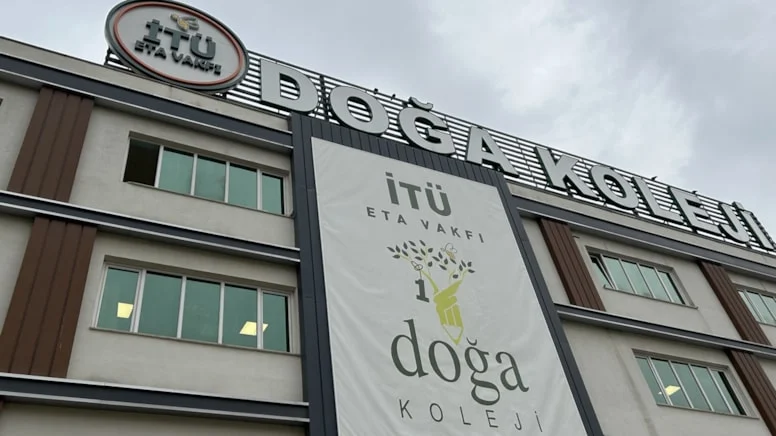 İTÜ
ETA VAKFI
DOĞA KOLEJİ
İTÜ
ETA VAKFI
doğa
KOLEJİ